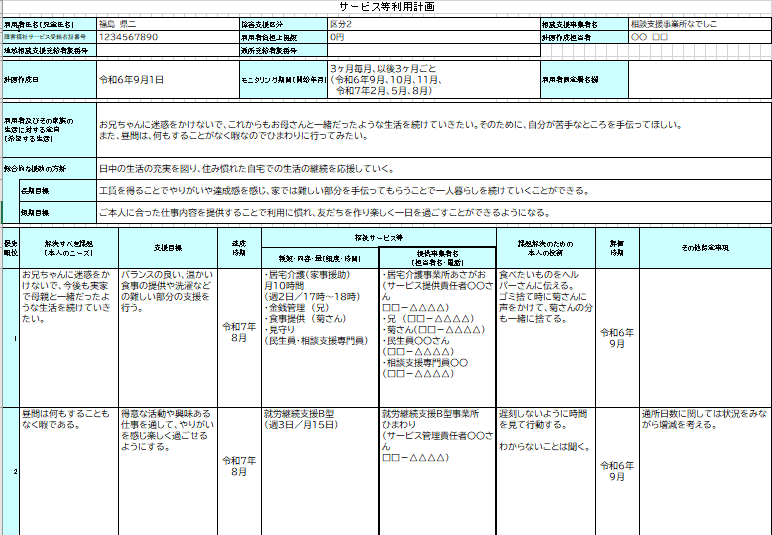 サービス等利用計画
利用者氏名（児童氏名） 福島 県二 障害支援区分 区分2 相談支援事業者名 相談支援事業所なでしこ
障害福祉サービス受給者証番号 1234567890 利用者負担上限額 0円 計画作成担当者 〇〇 □□
地域相談支援受給者証番号 通所受給者証番号
計画作成日 令和6年9月1日 モニタリング期間（開始年月） 3ヶ月毎月、以後3ヶ月ごと
（令和6年9月、10月、11月、
令和7年2月、5月、8月） 利用者同意署名欄
利用者及びその家族の
生活に対する意向
（希望する生活） お兄ちゃんに迷惑をかけないで、これからもお母さんと一緒だったような生活を続けていきたい。そのために、自分が苦手なところを手伝ってほしい。
また、昼間は、何もすることがなく暇なのでひまわりに行ってみたい。
総合的な援助の方針 日中の生活の充実を図り、住み慣れた自宅での生活の継続を応援していく。
長期目標 工賃を得ることでやりがいや達成感を感じ、家では難しい部分を手伝ってもらうことで一人暮らしを続けていくことができる。
短期目標 ご本人に合った仕事内容を提供することで利用に慣れ、友だちを作り楽しく一日を過ごすことができるようになる。
優先
順位
解決すべき課題
（本人のニーズ）
支援目標
達成
時期
福祉サービス等
種類・内容・量（頻度・時間）
提供事業者名
（担当者名・電話）
課題解決のための
本人の役割
評価
時期
その他留意事項
1
お兄ちゃんに迷惑をか
けないで、今後も実家
で母親と一緒だったよ
うな生活を続けていき
たい。
バランスの良い、温かい
食事の提供や洗濯など
の難しい部分の支援を
行う。
令和7年
8月
・居宅介護（家事援助）
月10時間
（週2日／17時～18時）
・金銭管理（兄）
・食事提供（菊さん）
・見守り
（民生員・相談支援専門員）
・居宅介護事業所あさがお
（サービス提供責任者〇〇さ
ん
□□－△△△△）
・兄（□□－△△△△）
・菊さん（□□－△△△△）
・民生員〇〇さん
（□□－△△△△）
・相談支援専門員〇〇
（□□－△△△△）
食べたいものをヘル
パーさんに伝える。
ゴミ捨て時に菊さんに
声をかけて、菊さんの分
も一緒に捨てる。
令和6年
9月
2
昼間は何もすることも
なく暇である。
得意な活動や興味ある
仕事を通して、やりがい
を感じ楽しく過ごせる
ようにする。
令和7年
8月
就労継続支援B型
（週3日／月15日）
就労継続支援B型事業所
ひまわり
（サービス管理責任者〇〇さ
ん
□□－△△△△）
遅刻しないように時間
を見て行動する。
わからないことは聞く。
令和6年
9月
通所日数に関しては状況をみな
がら増減を考える。